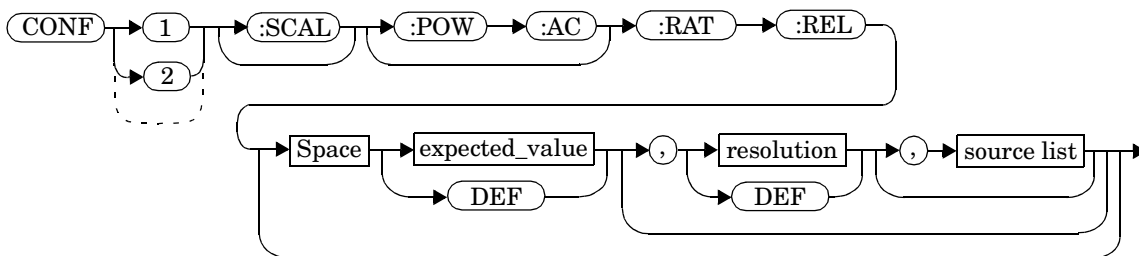 CONF 1 :SCAL :POW :AC :RAT :REL
2
Space expected_value , resolution , source list
DEF DEF